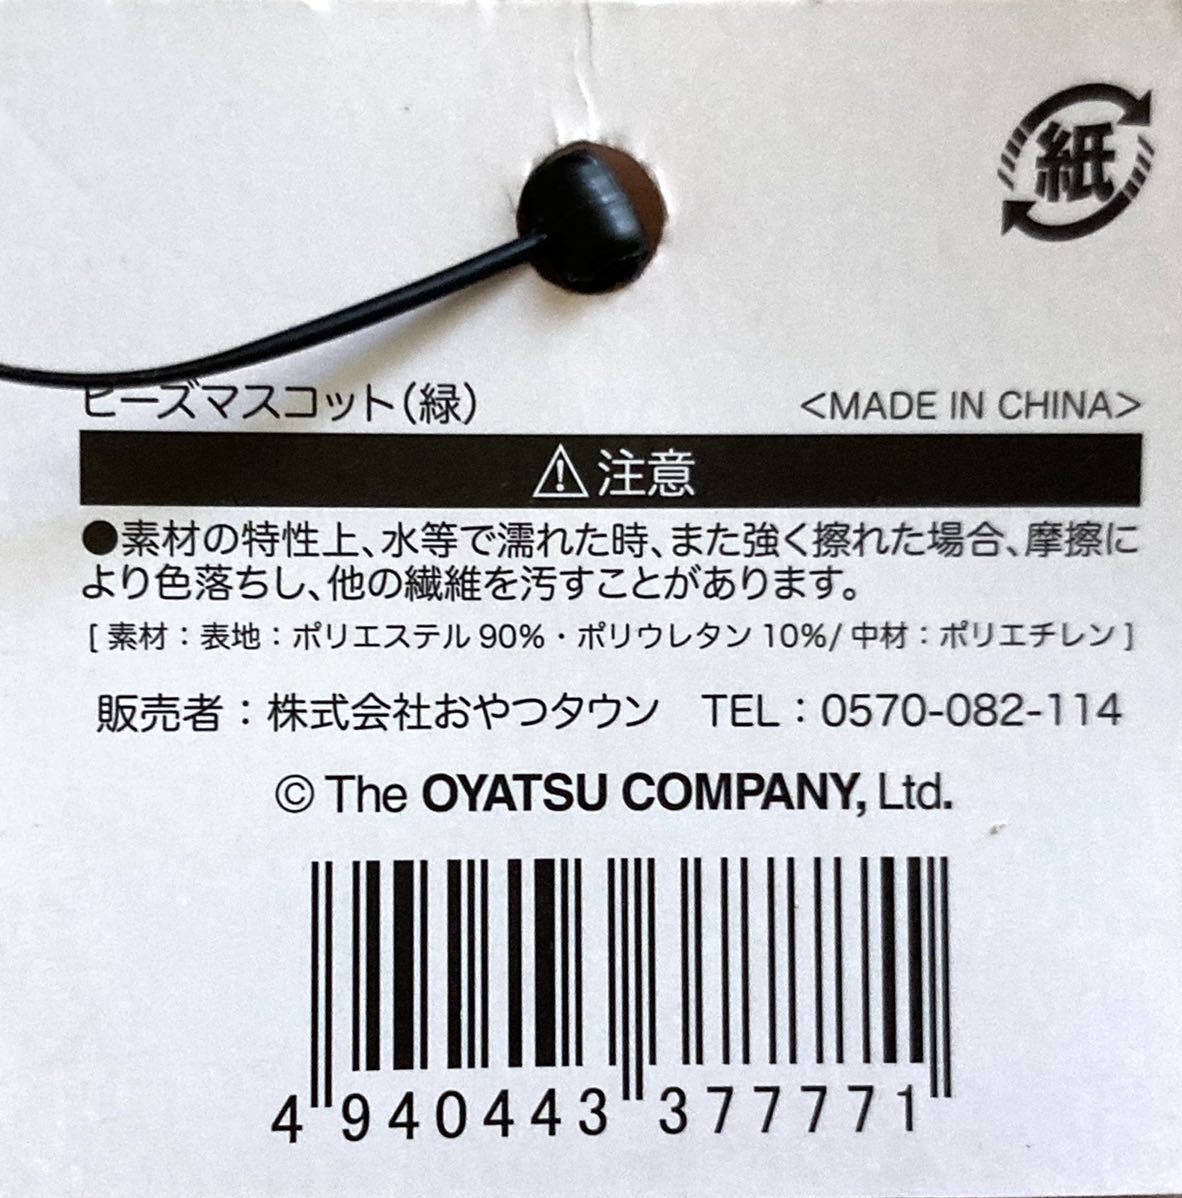 紙
ビーズマスコット(緑) <MADE IN CHINA>
注意
●素材の特性上、水等で濡れた時、また強く擦れた場合、摩擦に
より色落ちし、他の繊維を汚すことがあります。
[ 素材：表地：ポリエステル 90%・ポリウレタン 10%/ 中材：ポリエチレン ]
販売者：株式会社おやつタウン TEL：0570-082-114
© The OYATSU COMPANY, Ltd.
4 940443 377771